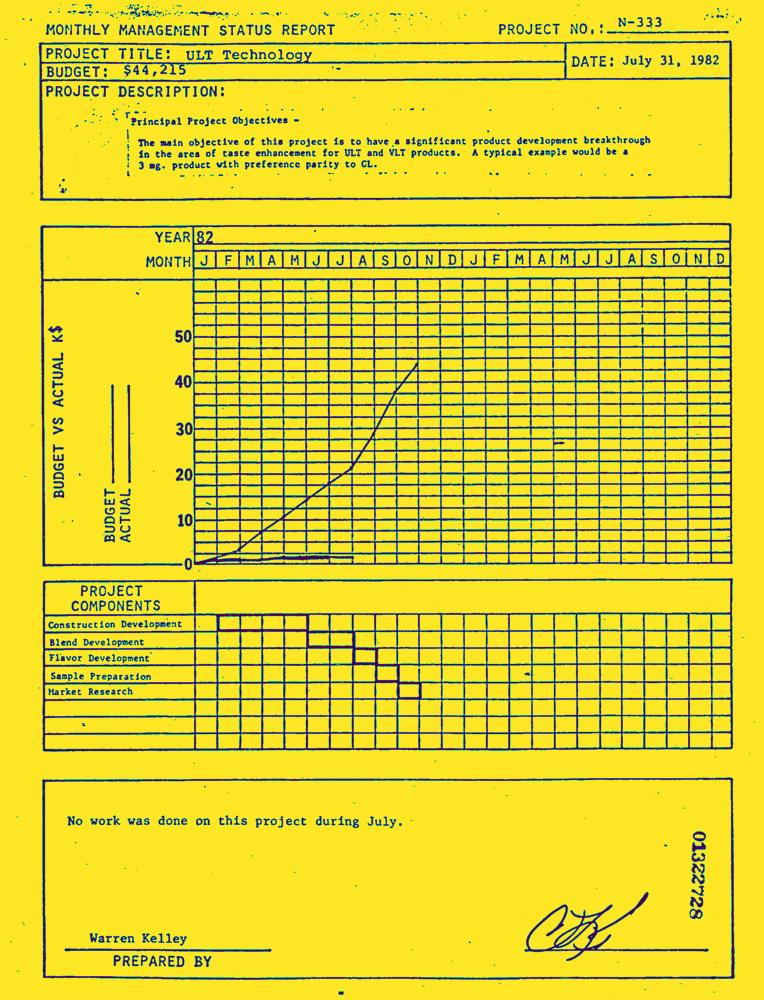 MONTHLY MANAGEMENT STATUS REPORT PROJECT NO.: N-333
PROJECT TITLE: ULT Technology
BUDGET: $44,215
DATE: July 31, 1982
PROJECT DESCRIPTION:
Principal Project Objectives -
The main objective of this project is to have a significant product development breakthrough
in the area of taste enhancement for ULT and VLT products. A typical example would be a
3 mg. product with preference parity to GL.
YEAR 82
MONTH J F M A M J J A S O N D J F M A M J J A S O N D
BUDGET VS ACTUAL K$
BUDGET
ACTUAL
50
40
30
20
10
0
PROJECT
COMPONENTS
Construction Development
Blend Development
Flavor Development
Sample Preparation
Market Research
No work was done on this project during July.
01322728
Warren Kelley
PREPARED BY